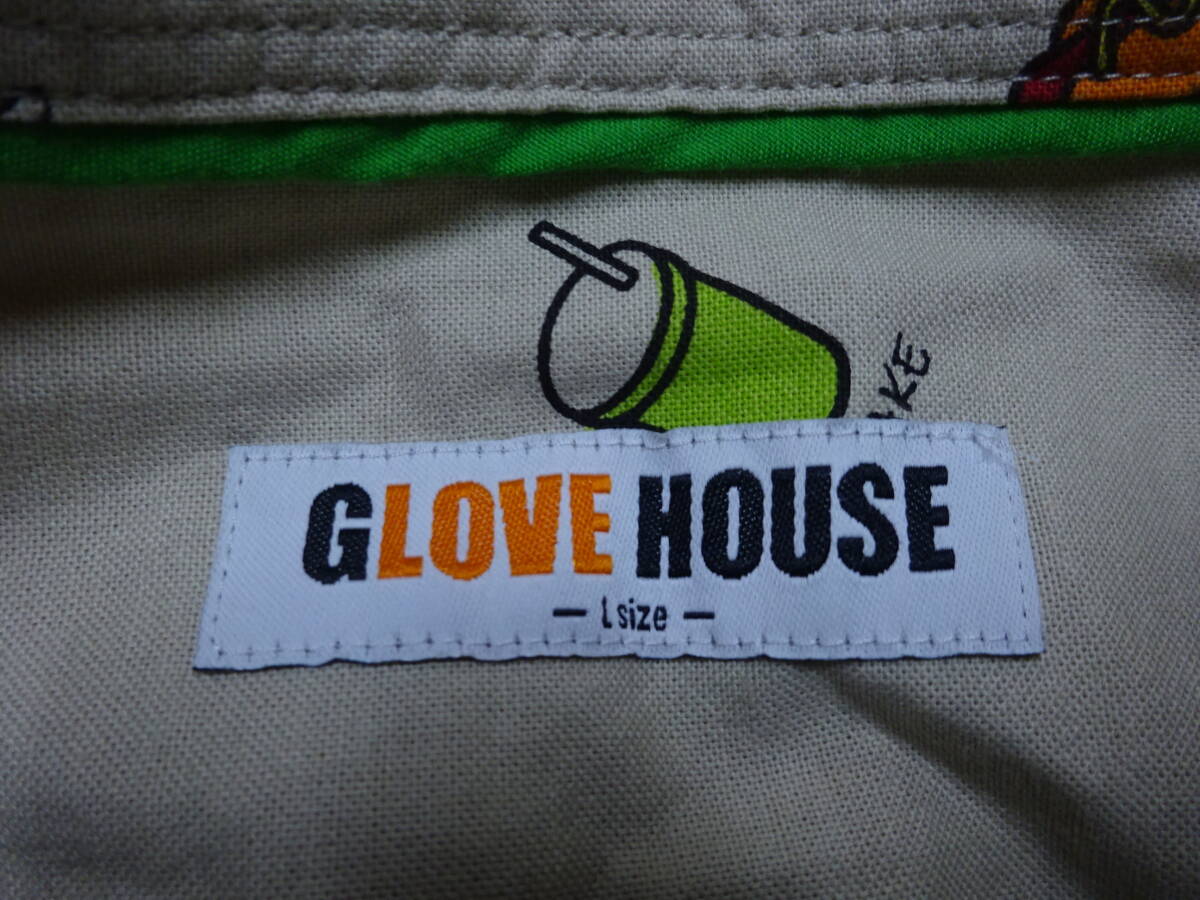 GLOVE HOUSE
— L size —